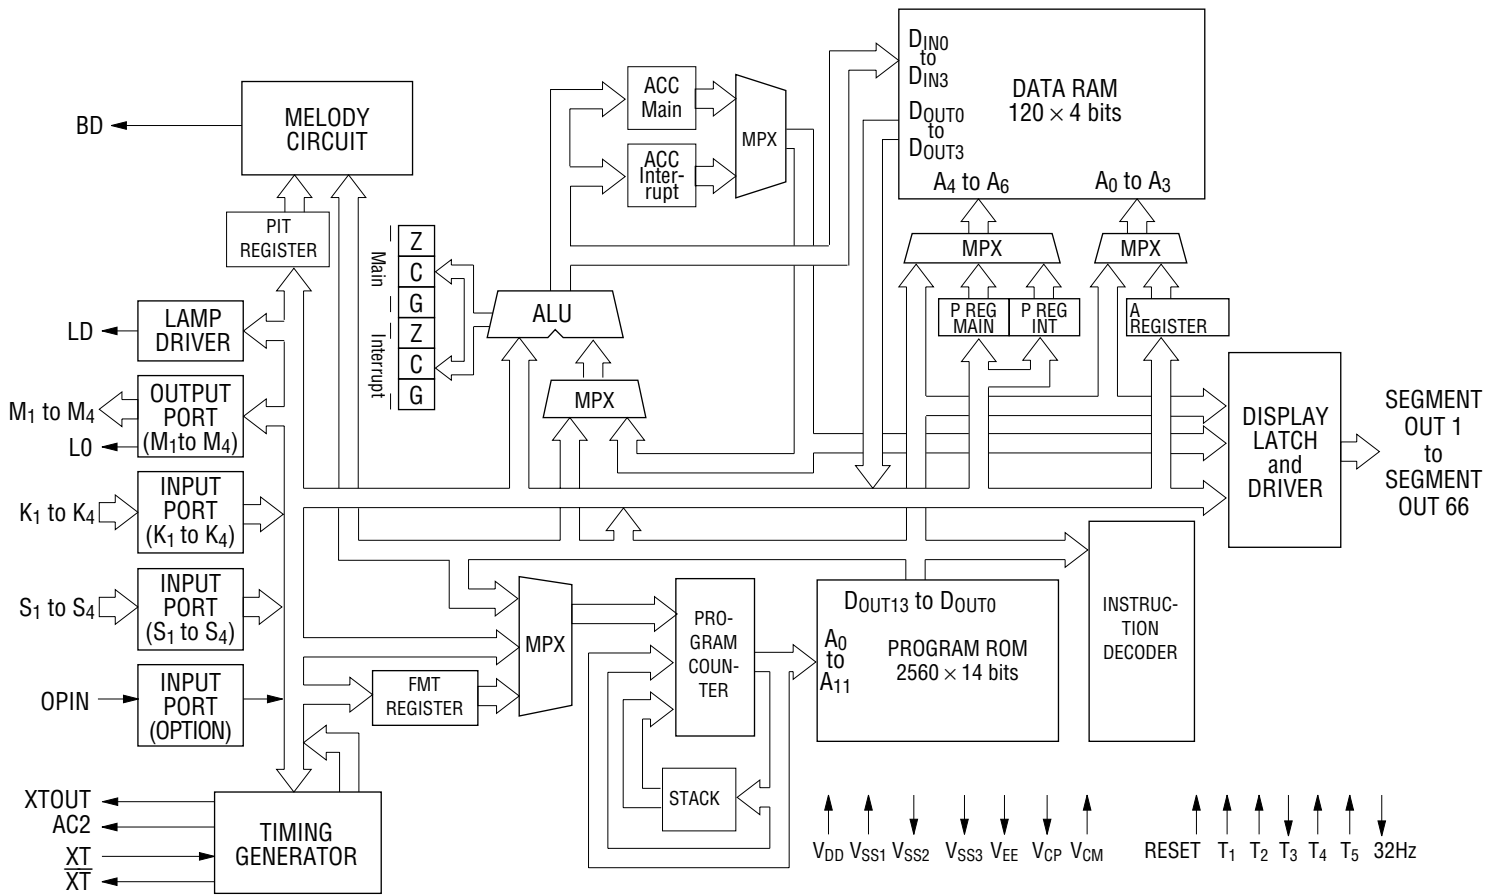 BD
MELODY
CIRCUIT
PIT
REGISTER
LD
LAMP
DRIVER
M1 to M4
L0
OUTPUT
PORT
(M1to M4)
K1 to K4
INPUT
PORT
(K1 to K4)
S1 to S4
INPUT
PORT
(S1 to S4)
OPIN
INPUT
PORT
(OPTION)
XTOUT
AC2
XT
X̅T̅
TIMING
GENERATOR
Main
Interrupt
Z
C
G
Z
C
G
ALU
MPX
ACC
Main
ACC
Inter-
rupt
MPX
DIN0
to
DIN3
DOUT0
to
DOUT3
DATA RAM
120 × 4 bits
A4 to A6
A0 to A3
MPX
MPX
P REG
MAIN
P REG
INT
A
REGISTER
DISPLAY
LATCH
and
DRIVER
SEGMENT
OUT 1
to
SEGMENT
OUT 66
FMT
REGISTER
MPX
PRO-
GRAM
COUN-
TER
STACK
DOUT13 to DOUT0
A0
to
A11
PROGRAM ROM
2560 × 14 bits
INSTRUC-
TION
DECODER
VDD VSS1 VSS2 VSS3 VEE VCP VCM
RESET T1 T2 T3 T4 T5 32Hz